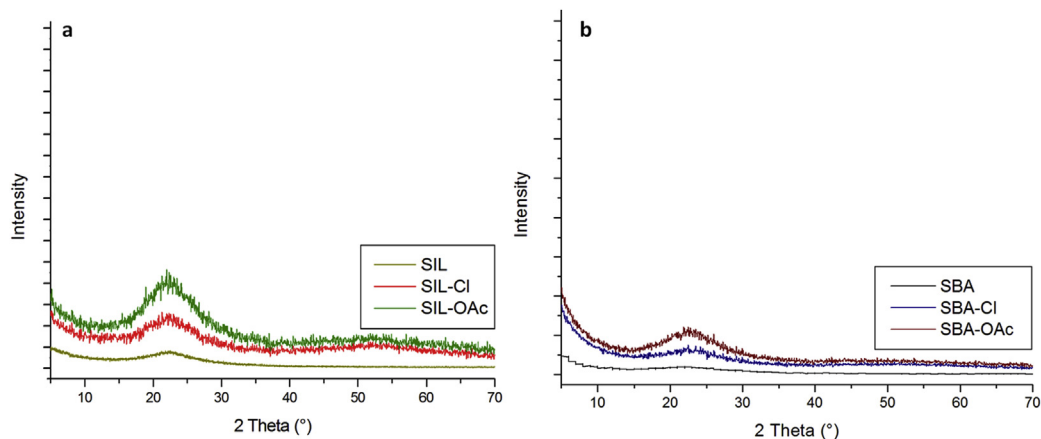 a
Intensity
SIL
SIL-Cl
SIL-OAc
10 20 30 40 50 60 70
2 Theta (°)
b
Intensity
SBA
SBA-Cl
SBA-OAc
10 20 30 40 50 60 70
2 Theta (°)